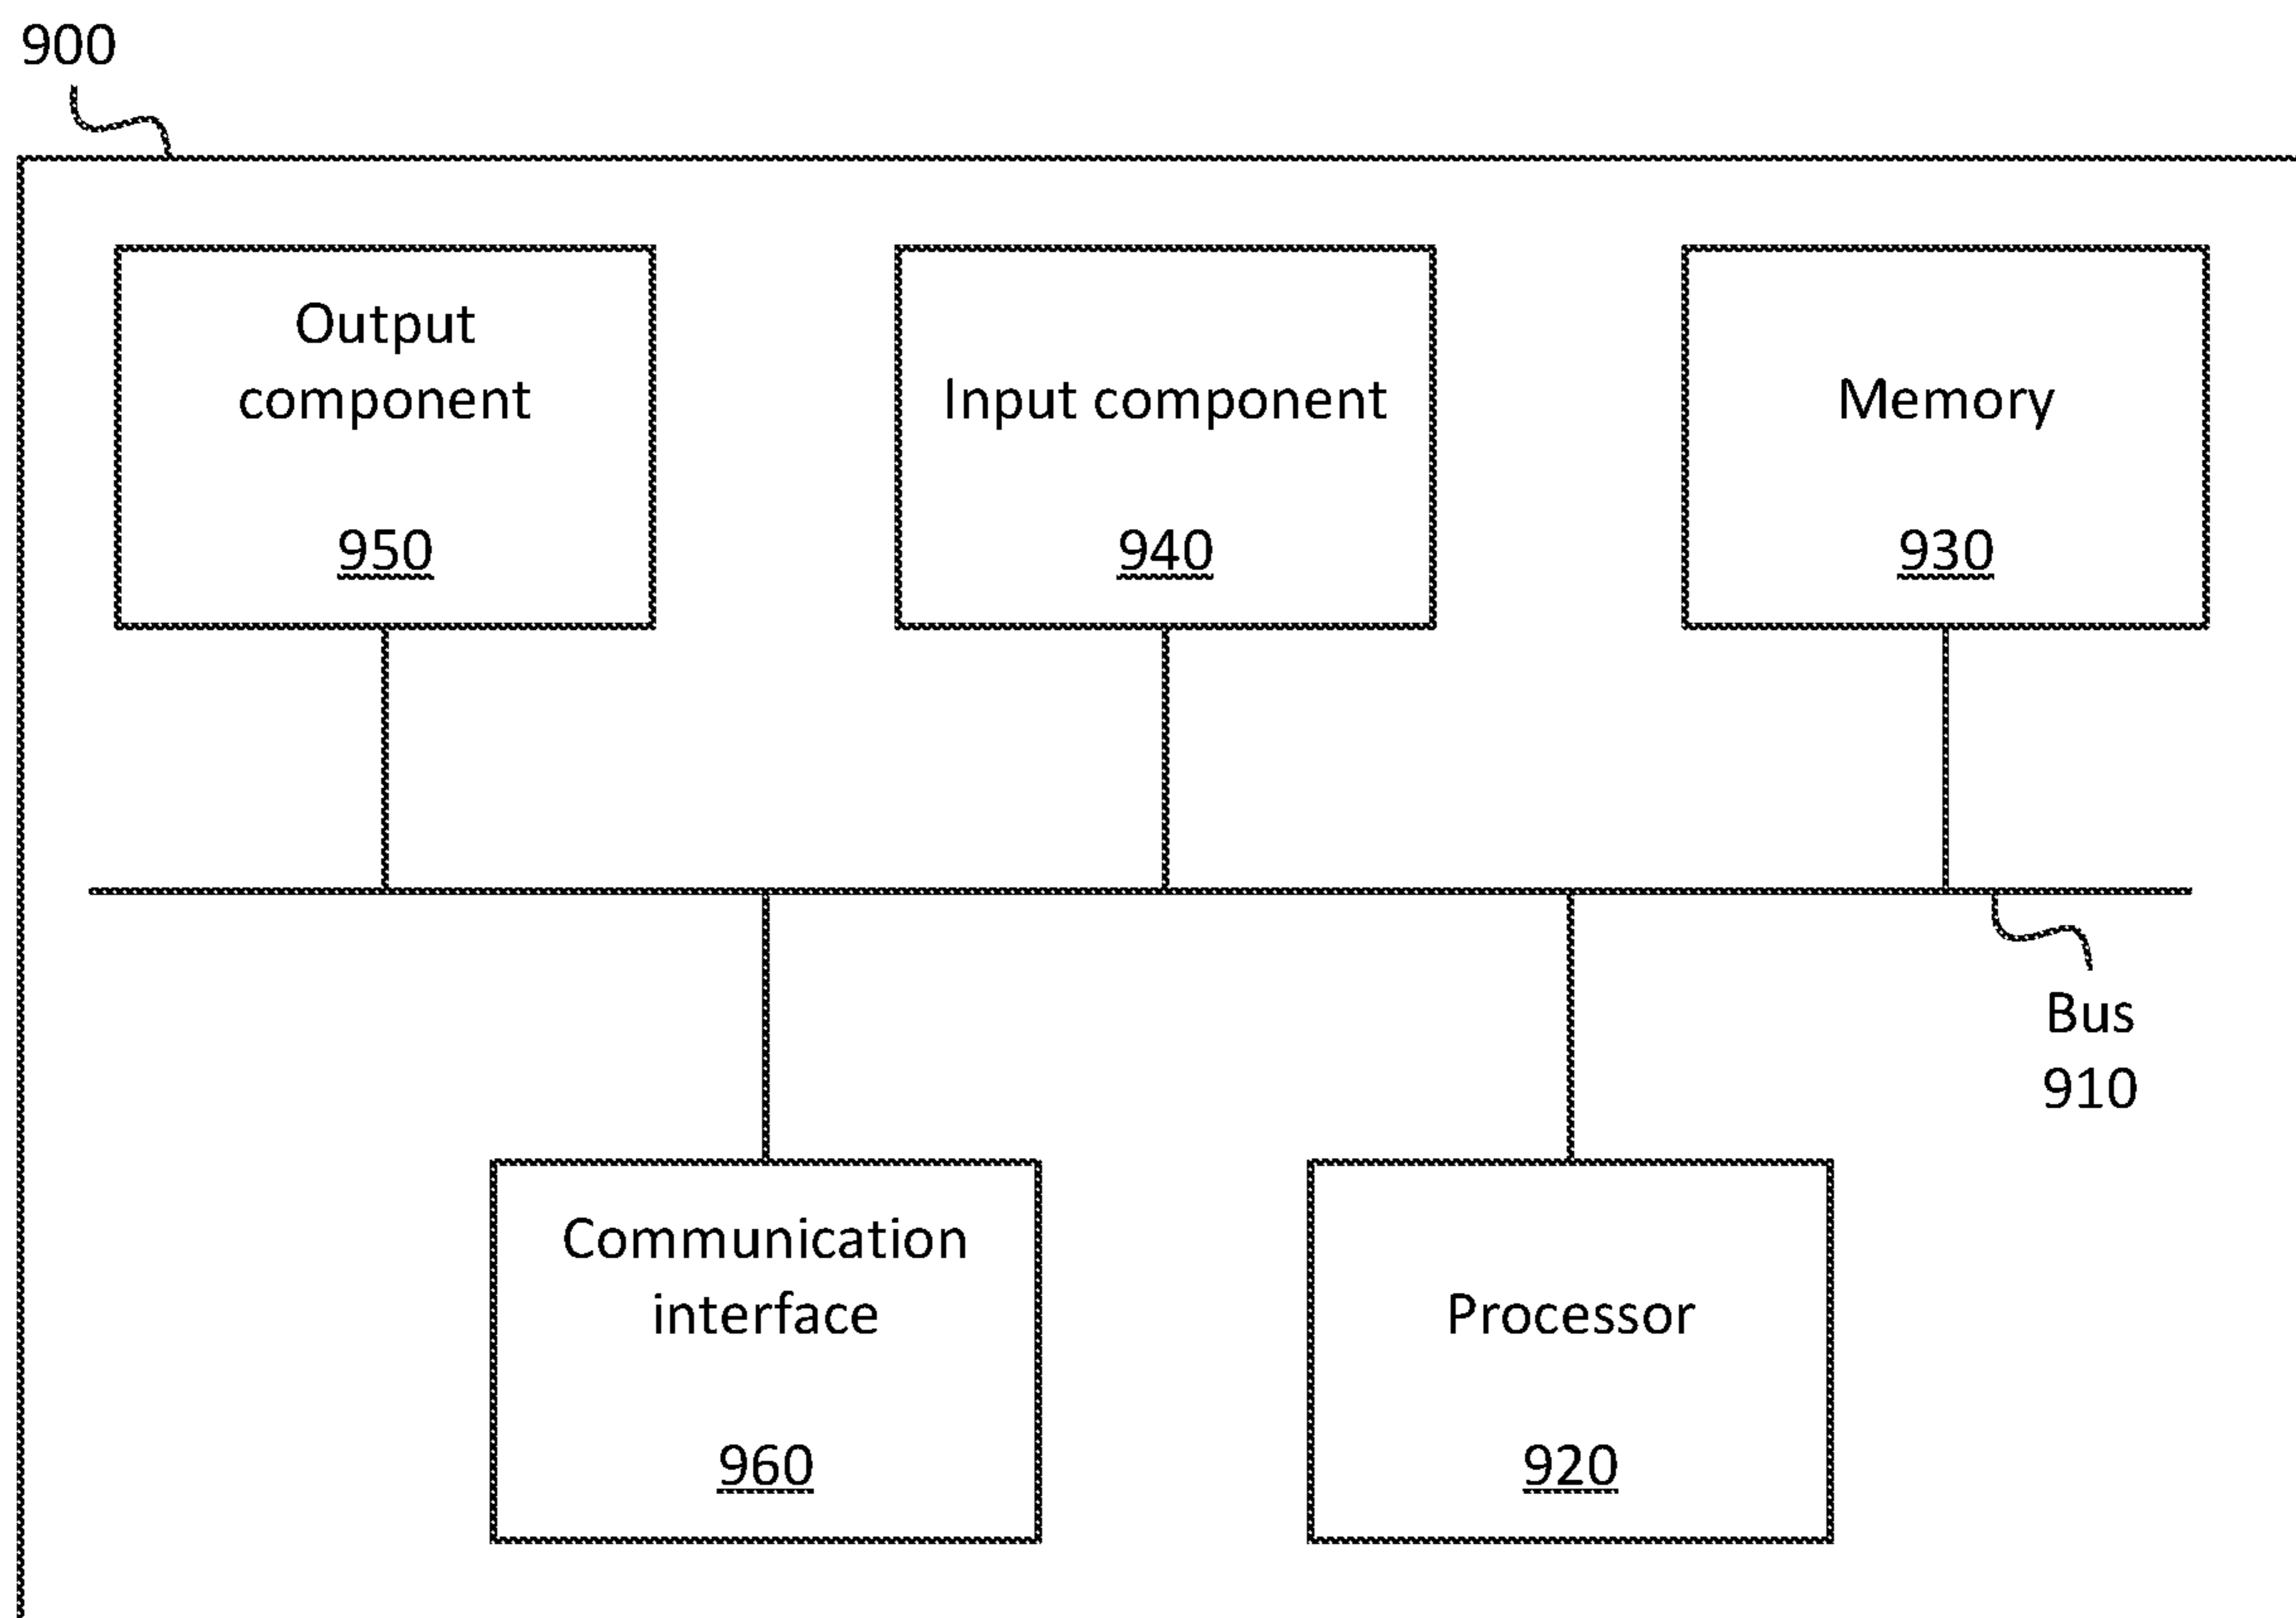 900
Output
component
950
Input component
940
Memory
930
Bus
910
Communication
interface
960
Processor
920